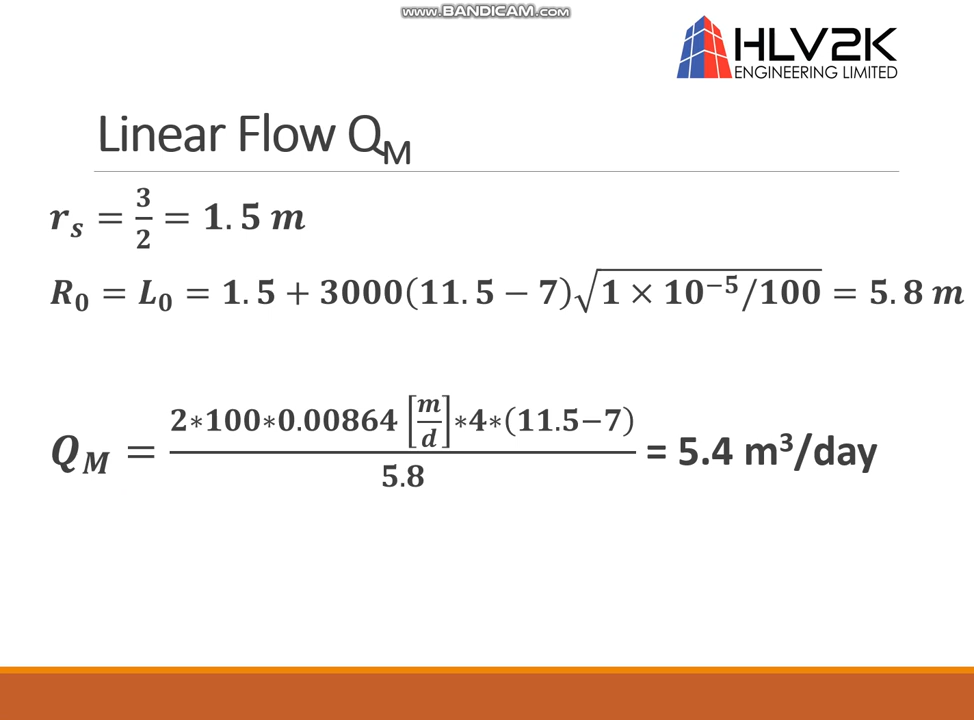 www.BANDICAM.com
HLV2K
ENGINEERING LIMITED
Linear Flow Q_M
r_s = 3/2 = 1.5 m
R_0 = L_0 = 1.5 + 3000(11.5 − 7)√(1 × 10^−5/100) = 5.8 m
Q_M = (2∗100∗0.00864 [m/d]∗4∗(11.5−7))/5.8 = 5.4 m³/day